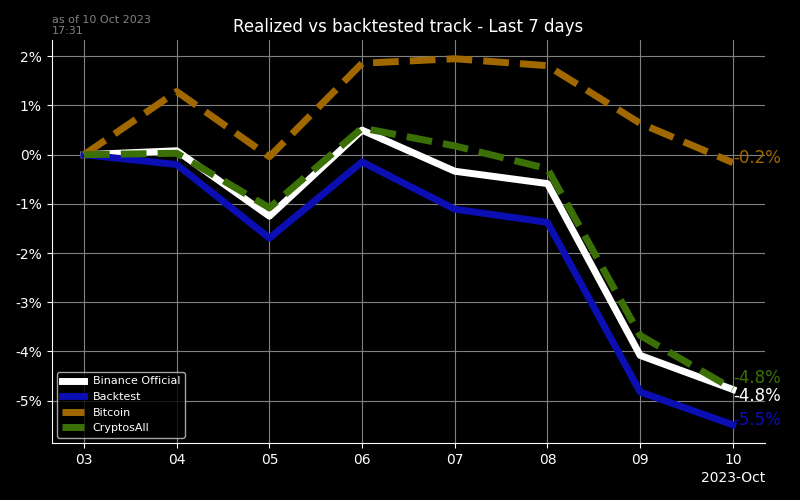 as of 10 Oct 2023
17:31
Realized vs backtested track - Last 7 days
2%
1%
0%
-1%
-2%
-3%
-4%
-5%
-0.2%
-4.8%
-4.8%
-5.5%
Binance Official
Backtest
Bitcoin
CryptosAll
03 04 05 06 07 08 09 10
2023-Oct